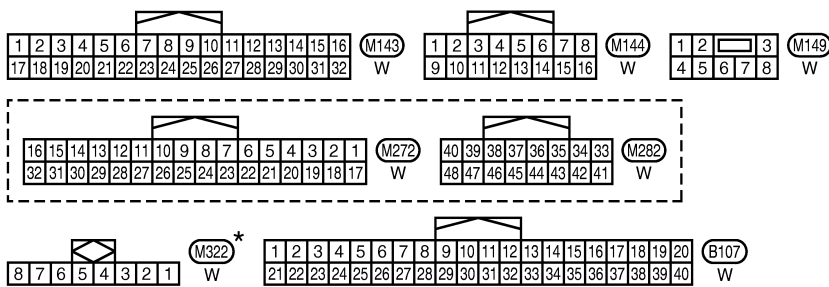 1 2 3 4 5 6 7 8 9 10 11 12 13 14 15 16 M143
17 18 19 20 21 22 23 24 25 26 27 28 29 30 31 32 W
1 2 3 4 5 6 7 8 M144
9 10 11 12 13 14 15 16 W
1 2 3 M149
4 5 6 7 8 W
16 15 14 13 12 11 10 9 8 7 6 5 4 3 2 1 M272
32 31 30 29 28 27 26 25 24 23 22 21 20 19 18 17 W
40 39 38 37 36 35 34 33 M282
48 47 46 45 44 43 42 41 W
M322 *
8 7 6 5 4 3 2 1 W
1 2 3 4 5 6 7 8 9 10 11 12 13 14 15 16 17 18 19 20 B107
21 22 23 24 25 26 27 28 29 30 31 32 33 34 35 36 37 38 39 40 W